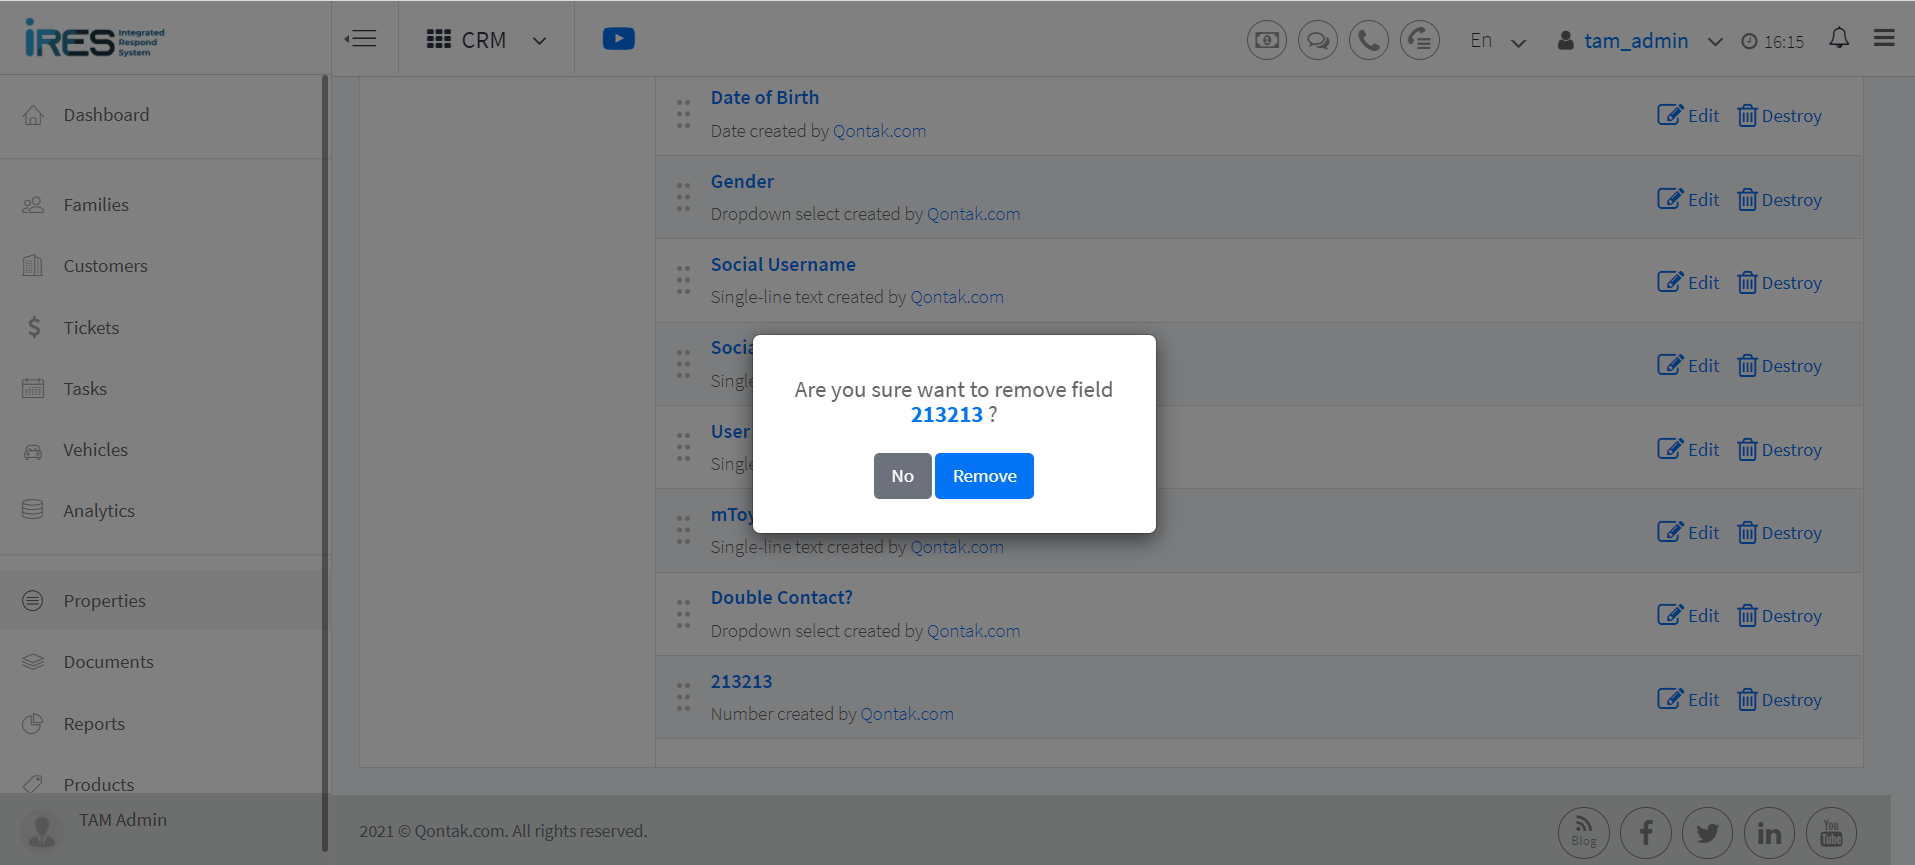 iRES Integrated Respond System
CRM
En
tam_admin
16:15
Dashboard
Families
Customers
Tickets
Tasks
Vehicles
Analytics
Properties
Documents
Reports
Products
TAM Admin
Date of Birth
Date created by Qontak.com
Edit Destroy
Gender
Dropdown select created by Qontak.com
Edit Destroy
Social Username
Single-line text created by Qontak.com
Edit Destroy
Edit Destroy
User
Edit Destroy
Single-line text created by Qontak.com
Edit Destroy
Double Contact?
Dropdown select created by Qontak.com
Edit Destroy
213213
Number created by Qontak.com
Edit Destroy
Are you sure want to remove field
213213 ?
No Remove
2021 © Qontak.com. All rights reserved.
Blog
You Tube